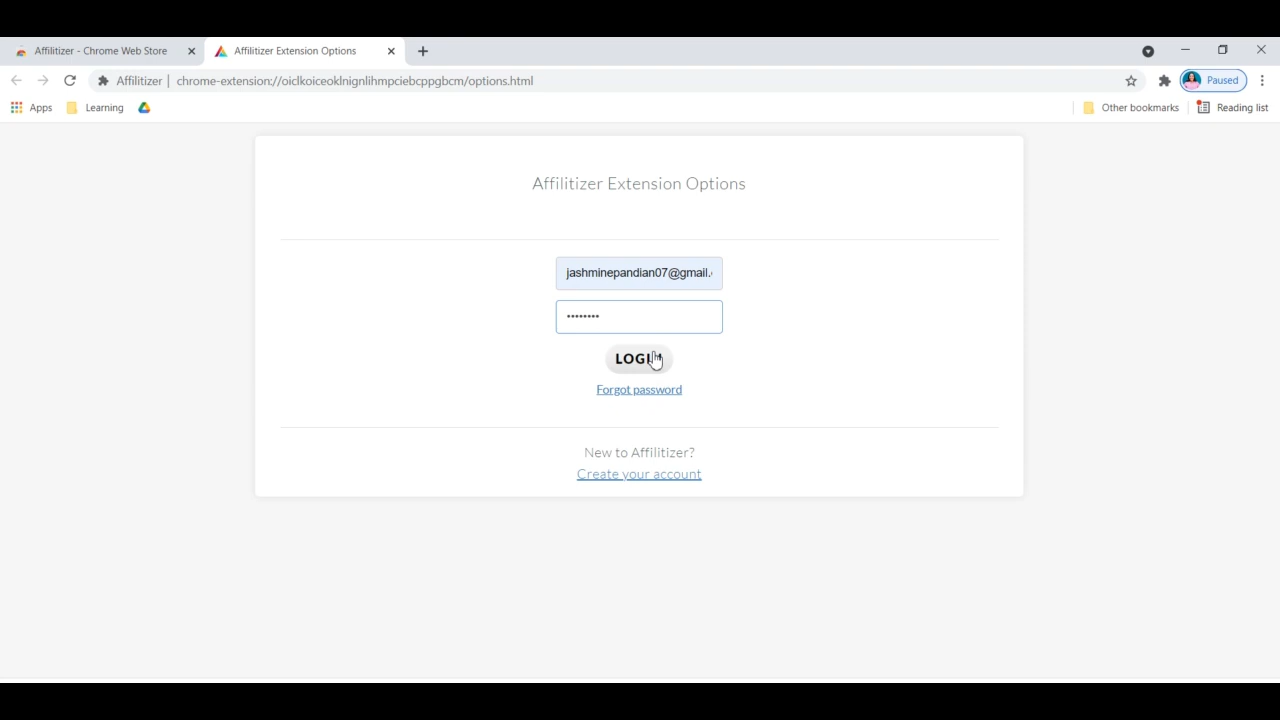 Affilitizer - Chrome Web Store
Affilitizer Extension Options
Affilitizer | chrome-extension://oiclkoiceoklnignlihmpciebcppgbcm/options.html
Paused
Apps
Learning
Other bookmarks
Reading list
Affilitizer Extension Options
jashminepandian07@gmail.
••••••••
LOGIN
Forgot password
New to Affilitizer?
Create your account